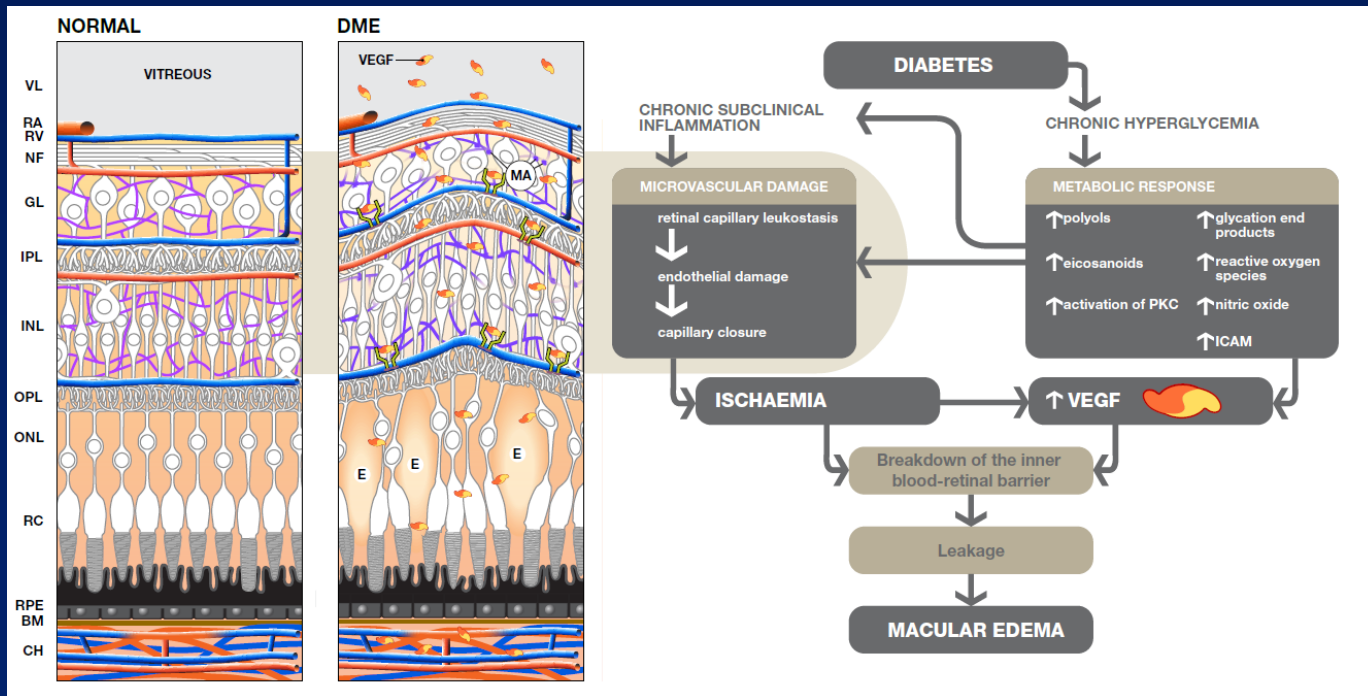 NORMAL
VITREOUS
VL
RA
RV
NF
GL
IPL
INL
OPL
ONL
RC
RPE
BM
CH
DME
VEGF
MA
E
E
E
DIABETES
CHRONIC SUBCLINICAL
INFLAMMATION
CHRONIC HYPERGLYCEMIA
MICROVASCULAR DAMAGE
retinal capillary leukostasis
endothelial damage
capillary closure
METABOLIC RESPONSE
↑polyols
↑eicosanoids
↑activation of PKC
↑glycation end
products
↑reactive oxygen
species
↑nitric oxide
↑ICAM
ISCHAEMIA
↑ VEGF
Breakdown of the inner
blood-retinal barrier
Leakage
MACULAR EDEMA